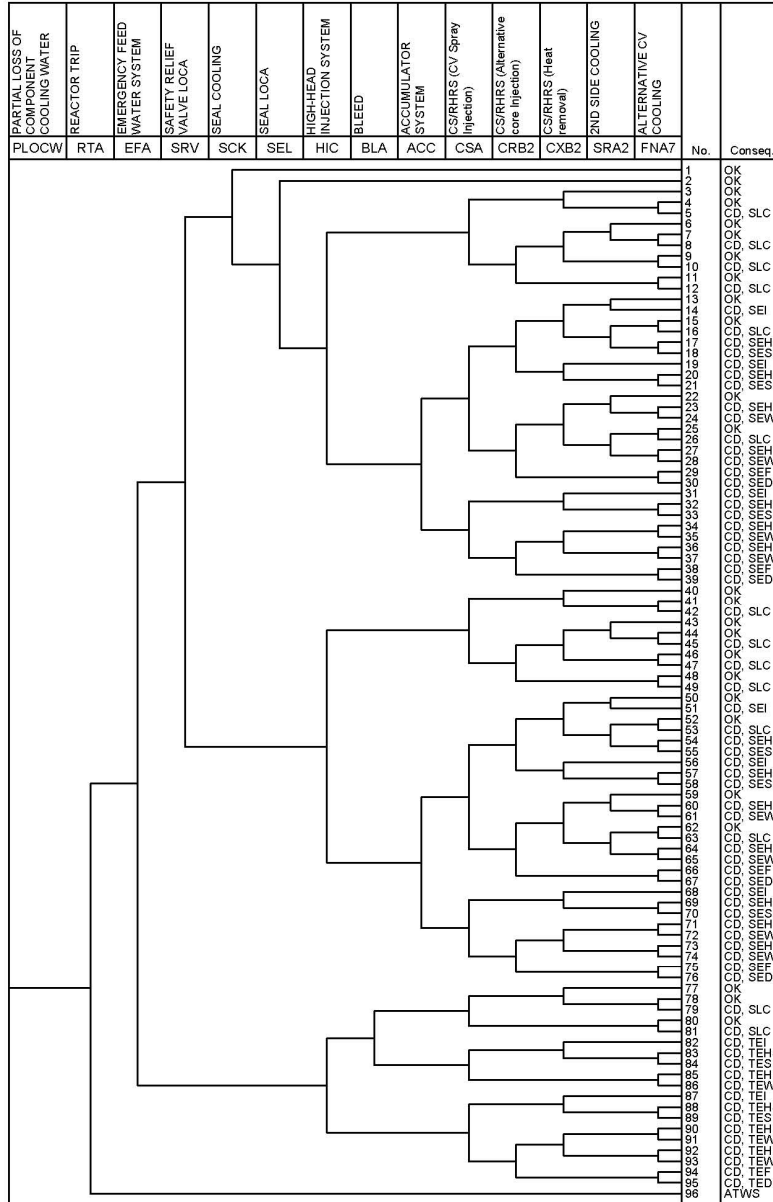 PARTIAL LOSS OF
COMPONENT
COOLING WATER
REACTOR TRIP
EMERGENCY FEED
WATER SYSTEM
SAFETY RELIEF
VALVE LOCA
SEAL COOLING
SEAL LOCA
HIGH-HEAD
INJECTION SYSTEM
BLEED
ACCUMULATOR
SYSTEM
CS/RHRS (CV Spray
Injection)
CS/RHRS (Alternative
core Injection)
CS/RHRS (Heat
removal)
2ND SIDE COOLING
ALTERNATIVE CV
COOLING
PLOCW RTA EFA SRV SCK SEL HIC BLA ACC CSA CRB2 CXB2 SRA2 FNA7 No. Conseq.
1 OK
2 OK
3 OK
4 OK
5 CD, SLC
6 OK
7 OK
8 CD, SLC
9 OK
10 CD, SLC
11 OK
12 CD, SLC
13 OK
14 CD, SEI
15 OK
16 CD, SLC
17 CD, SEH
18 CD, SES
19 CD, SEI
20 CD, SEH
21 CD, SES
22 OK
23 CD, SEH
24 CD, SEW
25 OK
26 CD, SLC
27 CD, SEH
28 CD, SEW
29 CD, SEF
30 CD, SED
31 CD, SEI
32 CD, SEH
33 CD, SES
34 CD, SEH
35 CD, SEW
36 CD, SEH
37 CD, SEW
38 CD, SEF
39 CD, SED
40 OK
41 OK
42 CD, SLC
43 OK
44 OK
45 CD, SLC
46 OK
47 CD, SLC
48 OK
49 CD, SLC
50 OK
51 CD, SEI
52 OK
53 CD, SLC
54 CD, SEH
55 CD, SES
56 CD, SEI
57 CD, SEH
58 CD, SES
59 OK
60 CD, SEH
61 CD, SEW
62 OK
63 CD, SLC
64 CD, SEH
65 CD, SEW
66 CD, SEF
67 CD, SED
68 CD, SEI
69 CD, SEH
70 CD, SES
71 CD, SEH
72 CD, SEW
73 CD, SEH
74 CD, SEW
75 CD, SEF
76 CD, SED
77 OK
78 OK
79 CD, SLC
80 OK
81 CD, SLC
82 CD, TEI
83 CD, TEH
84 CD, TES
85 CD, TEH
86 CD, TEW
87 CD, TEI
88 CD, TEH
89 CD, TES
90 CD, TEH
91 CD, TEW
92 CD, TEH
93 CD, TEW
94 CD, TEF
95 CD, TED
96 ATWS